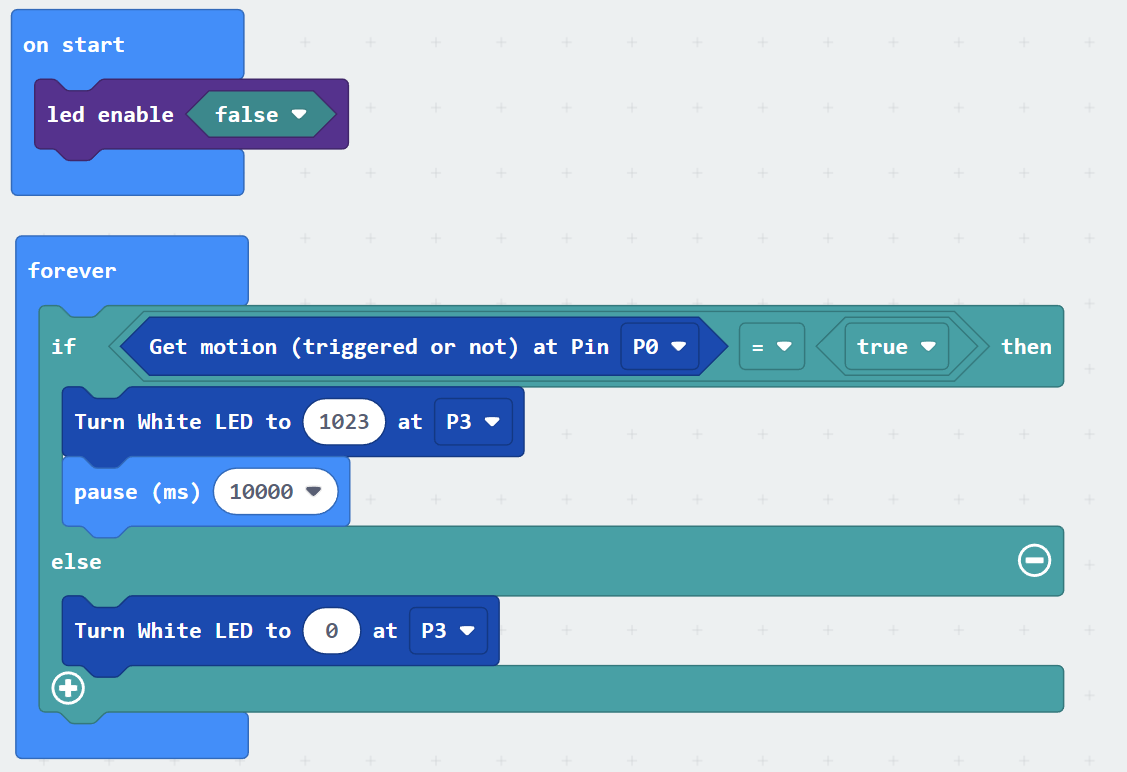 on start
led enable false
forever
if Get motion (triggered or not) at Pin P0 = true then
Turn White LED to 1023 at P3
pause (ms) 10000
else
Turn White LED to 0 at P3